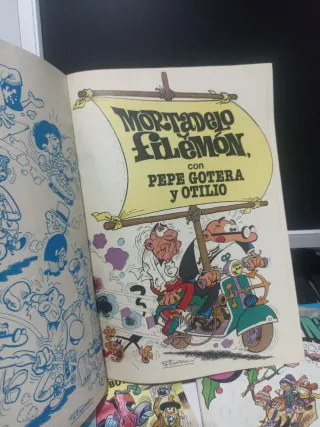 MORTADELO
y
FILEMÓN,
con
PEPE GOTERA
y OTILIO